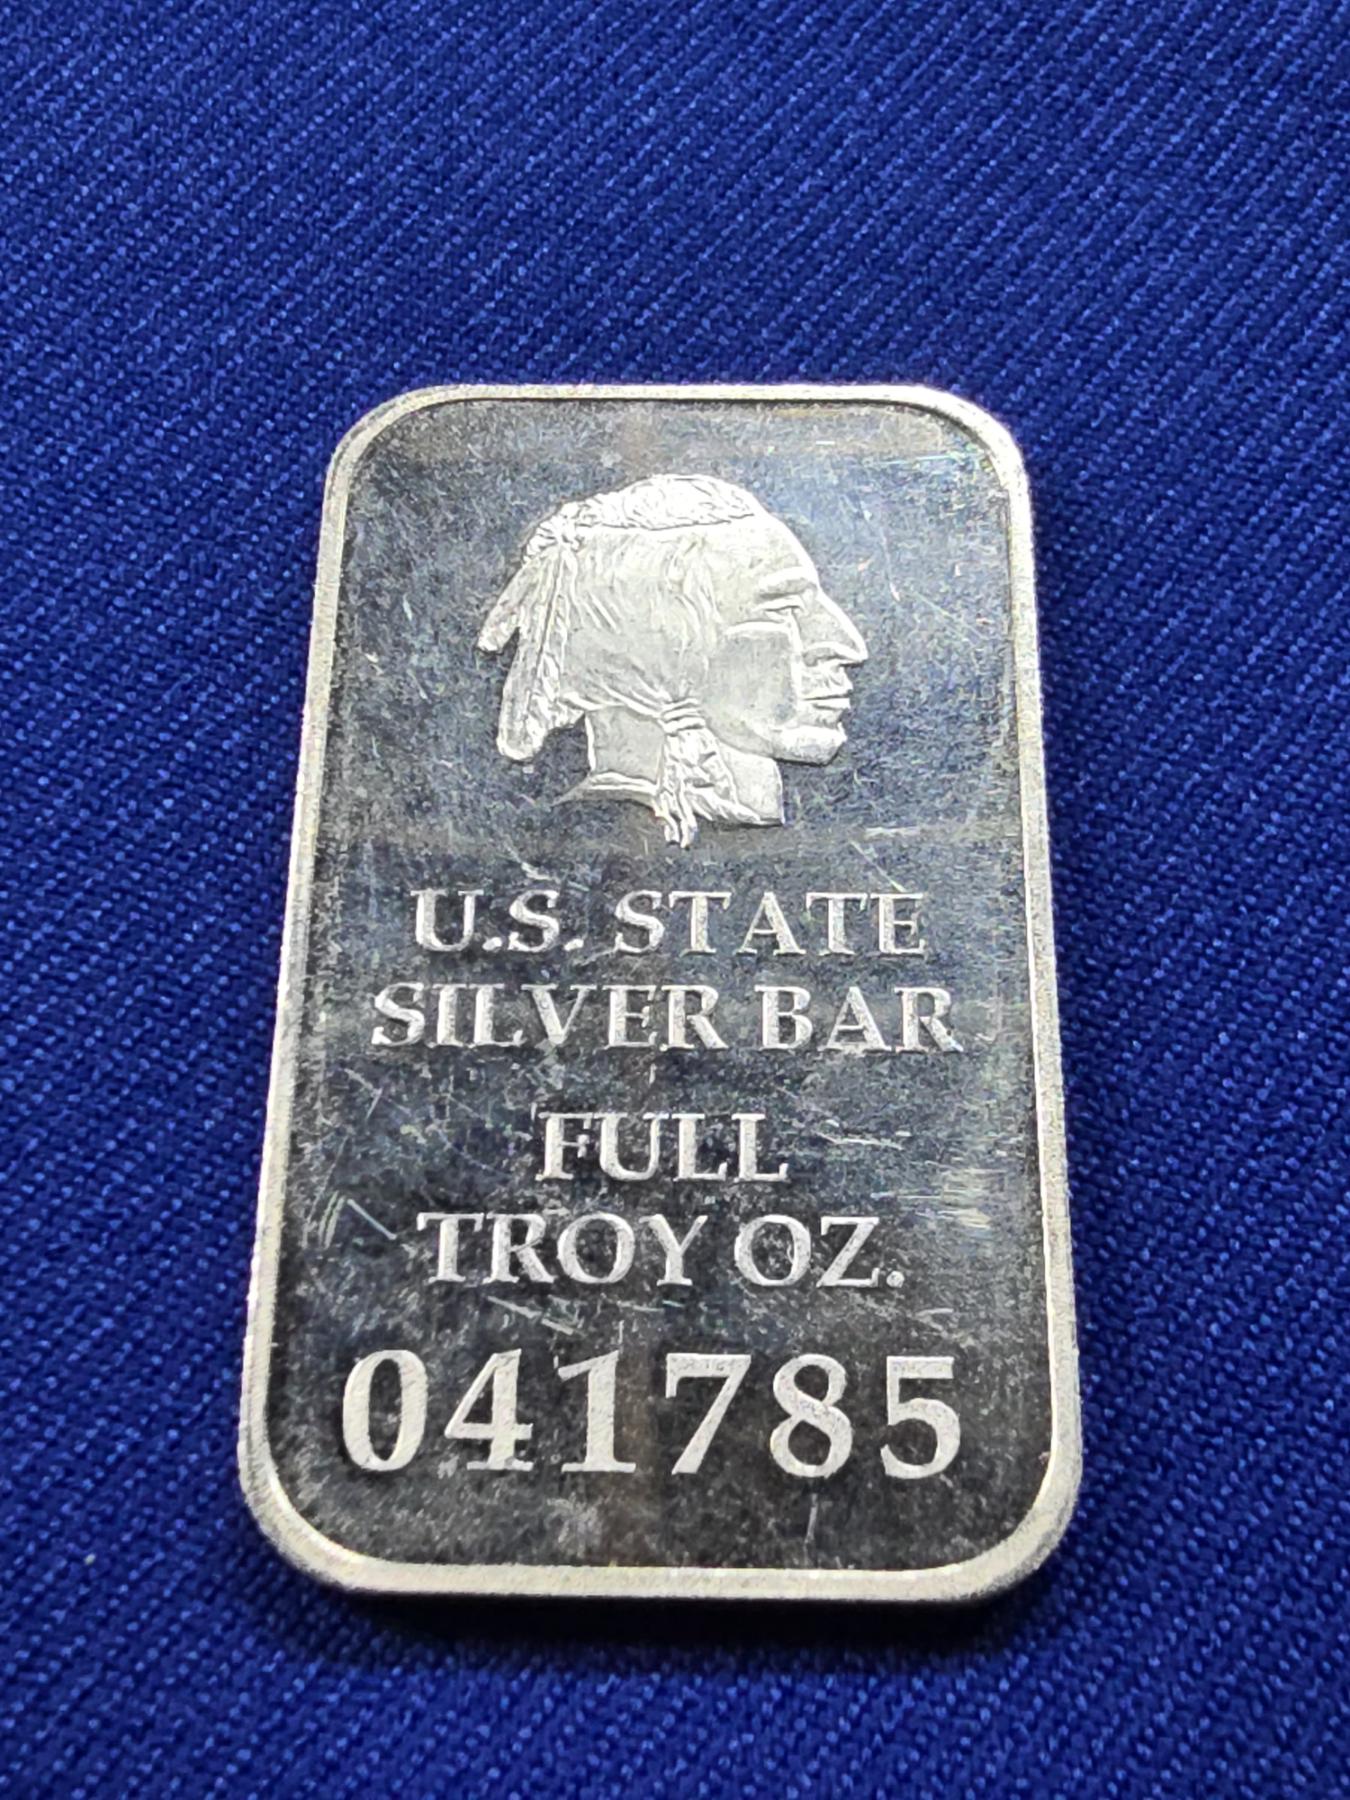 U.S. STATE
SILVER BAR
FULL
TROY OZ.
041785